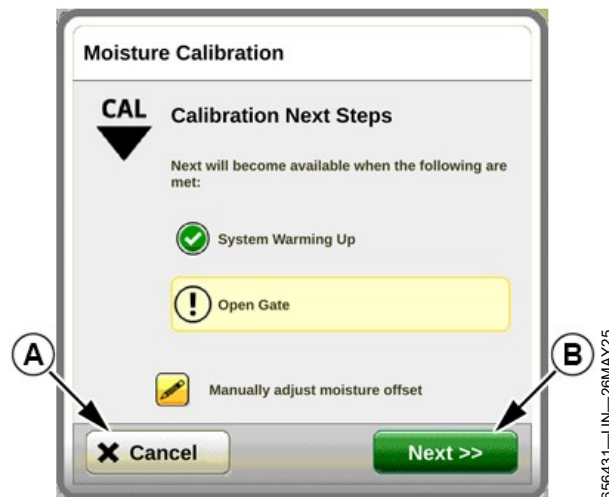 Moisture Calibration
CAL
Calibration Next Steps
Next will become available when the following are
met:
System Warming Up
! Open Gate
A
B
Manually adjust moisture offset
Cancel
Next >>